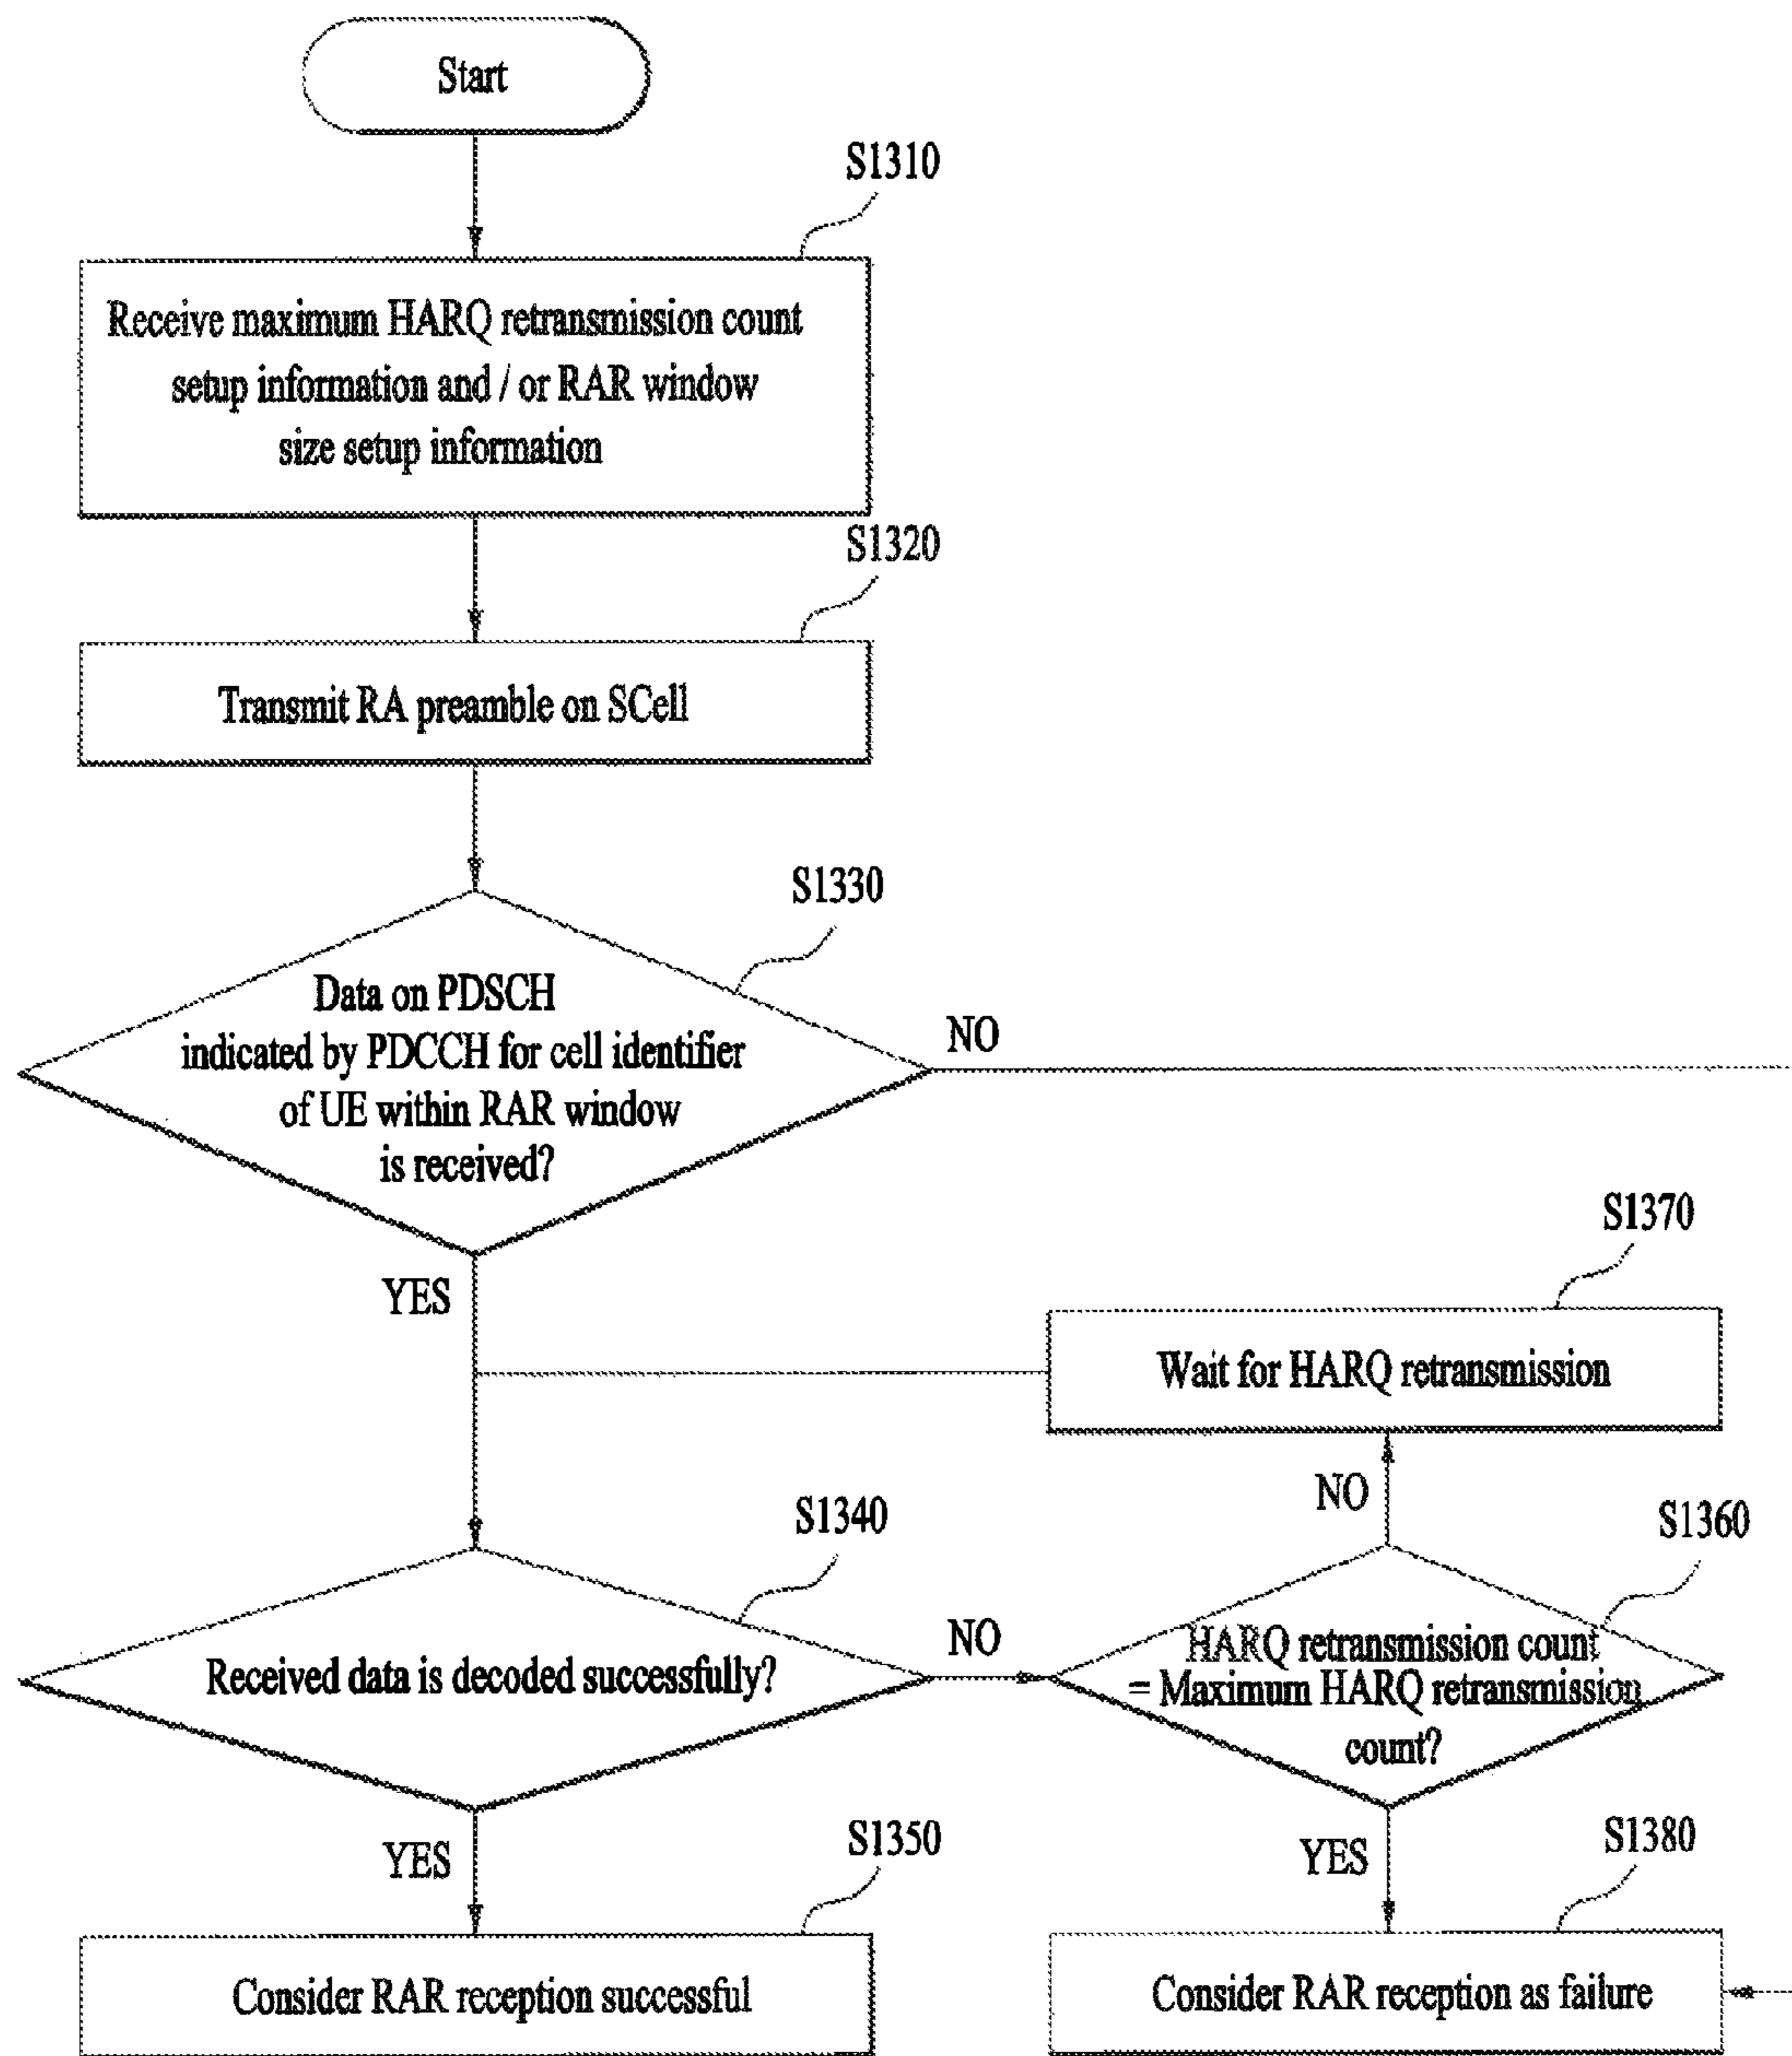 Start
S1310
Receive maximum HARQ retransmission count
setup information and / or RAR window
size setup information
S1320
Transmit RA preamble on SCell
S1330
Data on PDSCH
indicated by PDCCH for cell identifier
of UE within RAR window
is received?
NO
YES
S1370
Wait for HARQ retransmission
NO
S1340
Received data is decoded successfully?
NO
S1360
HARQ retransmission count
= Maximum HARQ retransmission
count?
YES
S1350
Consider RAR reception successful
YES
S1380
Consider RAR reception as failure